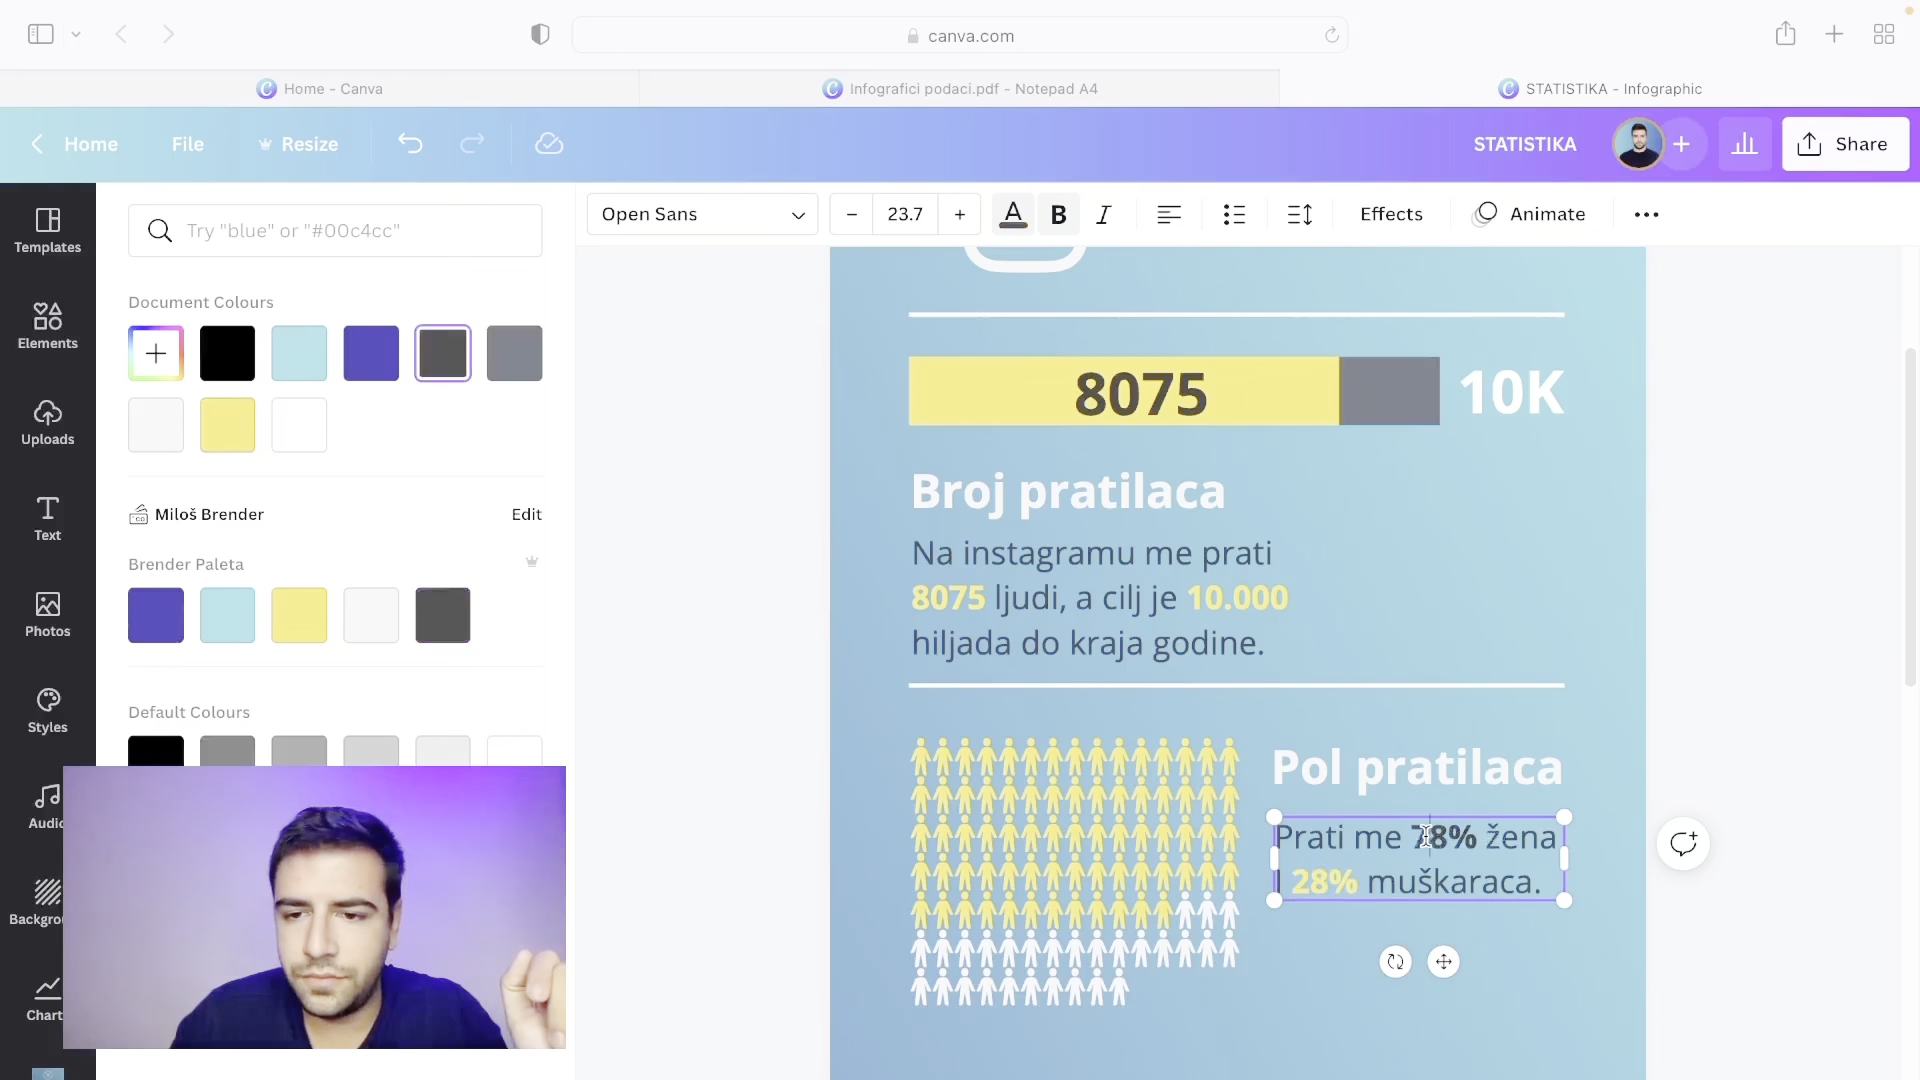 canva.com
Home - Canva
Infografici podaci.pdf - Notepad A4
STATISTIKA - Infographic
Home
File
Resize
STATISTIKA
Share
Templates
Elements
Uploads
Text
Photos
Styles
Audio
Backgrou
Chart
Try "blue" or "#00c4cc"
Document Colours
Miloš Brender
Edit
Brender Paleta
Default Colours
Open Sans
23.7
A
B
I
Effects
Animate
8075
10K
Broj pratilaca
Na instagramu me prati
8075 ljudi, a cilj je 10.000
hiljada do kraja godine.
Pol pratilaca
Prati me 78% žena
I 28% muškaraca.